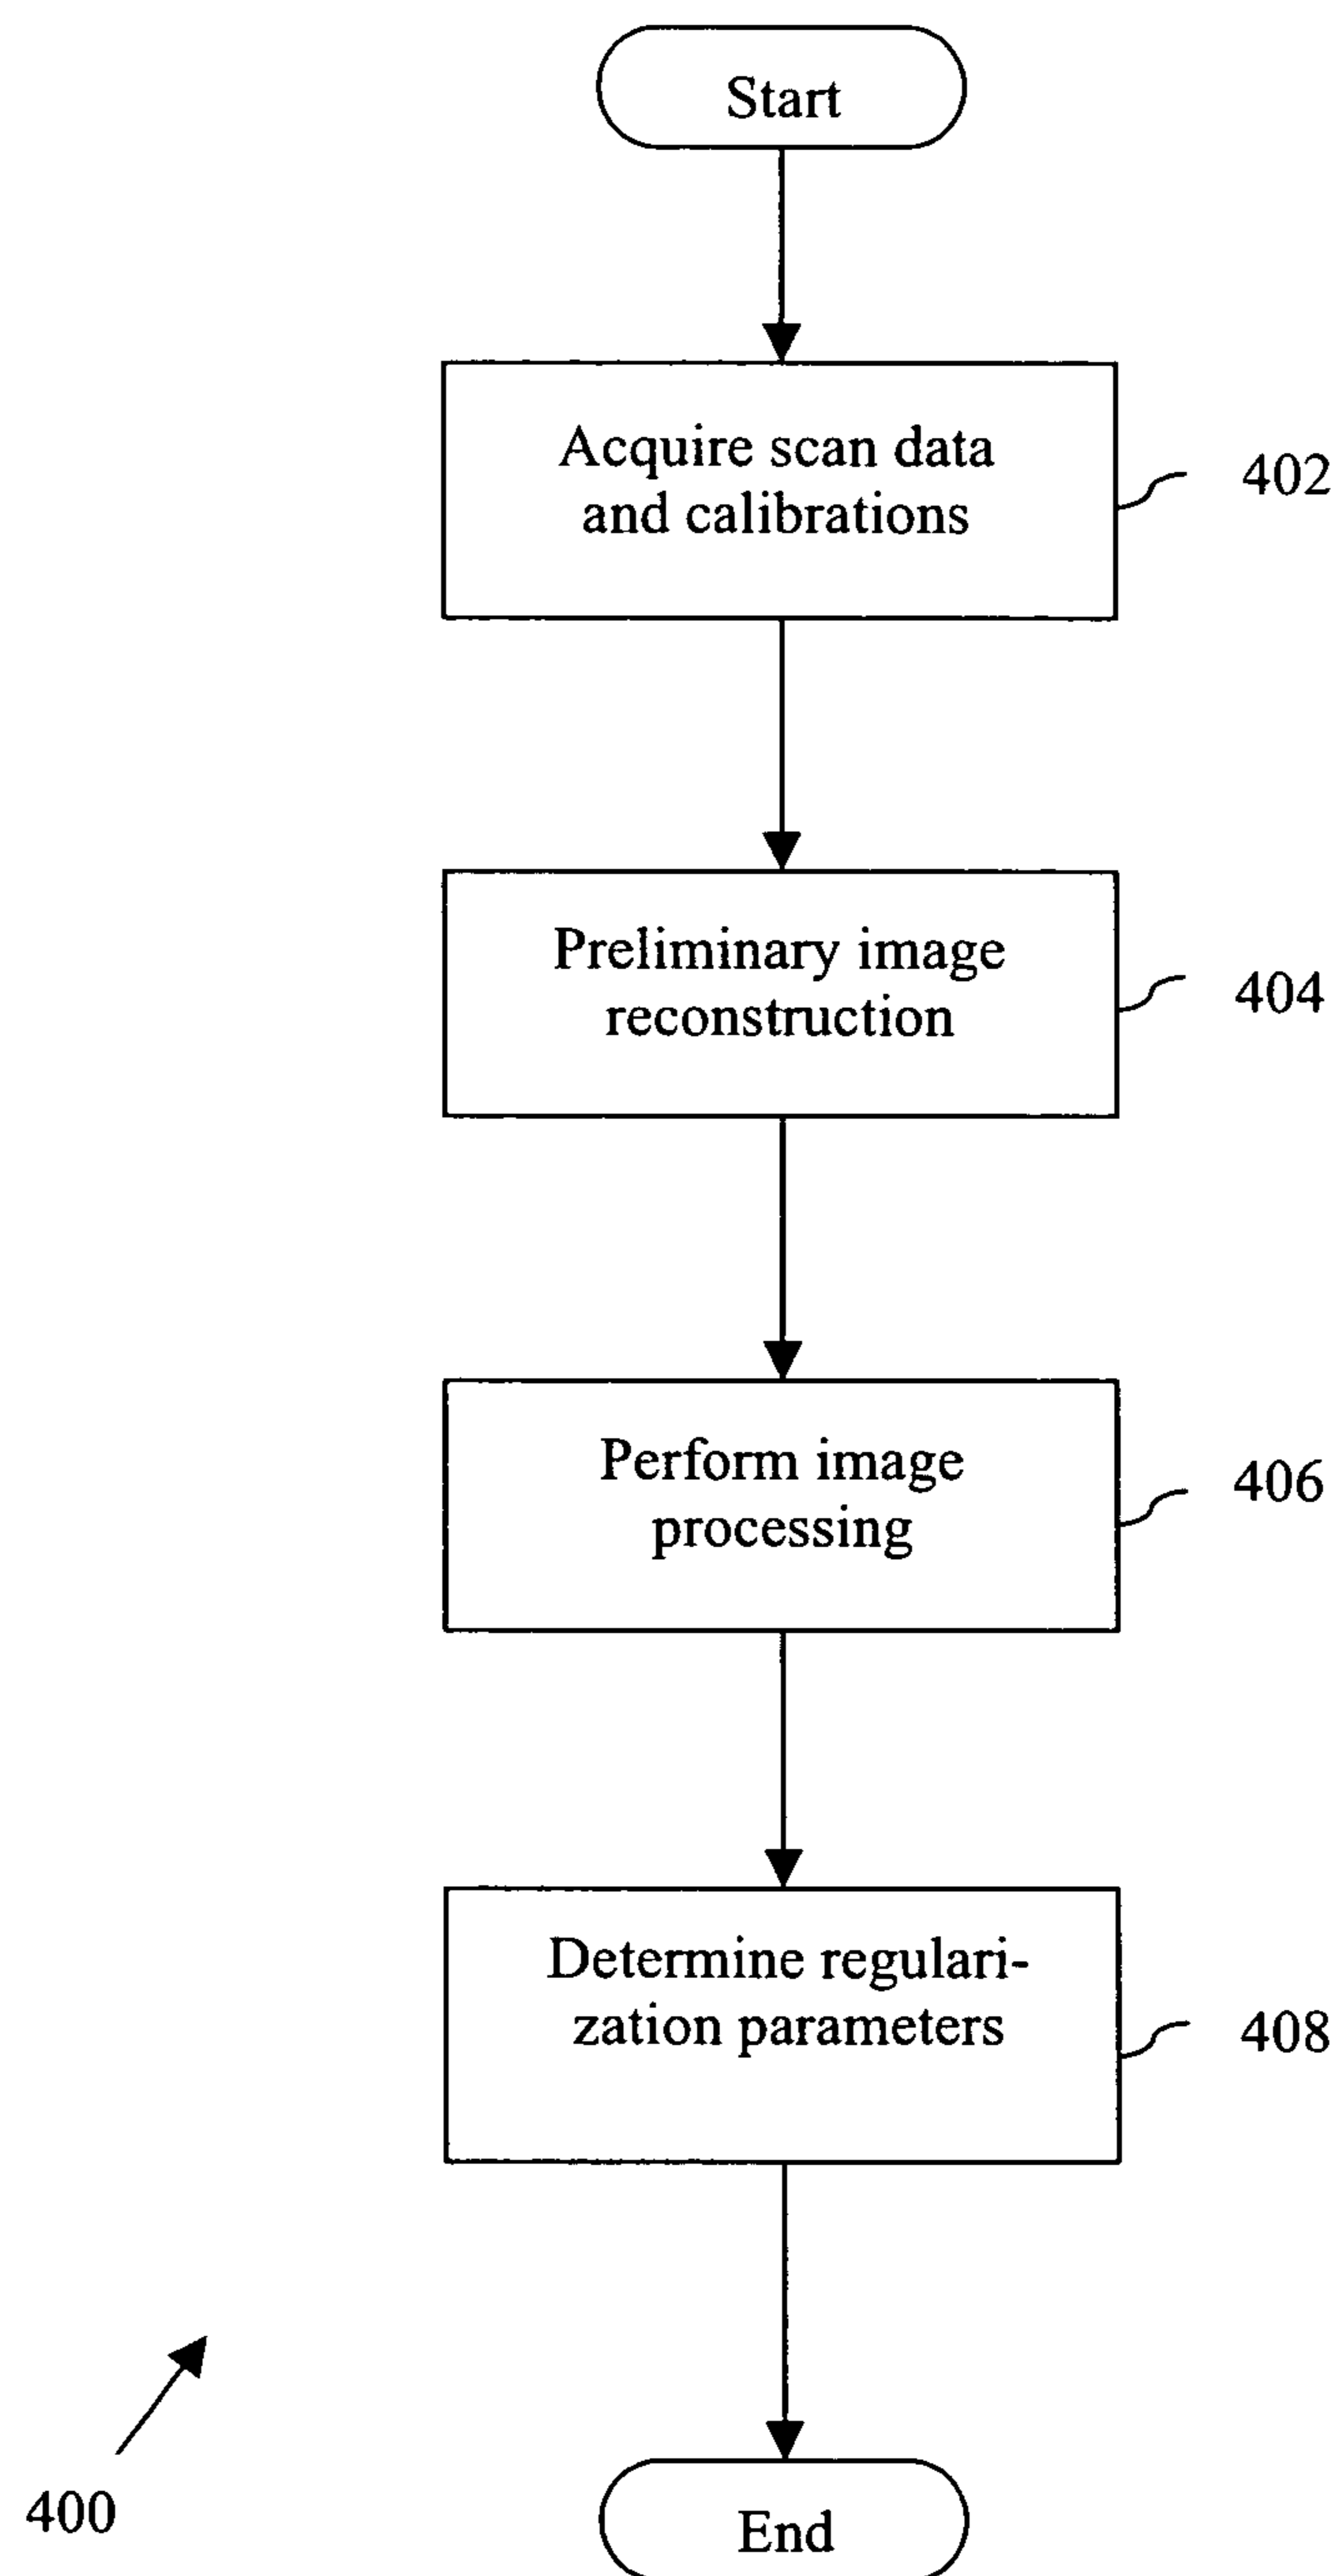 Start
Acquire scan data
and calibrations
402
Preliminary image
reconstruction
404
Perform image
processing
406
Determine regulari-
zation parameters
408
400
End